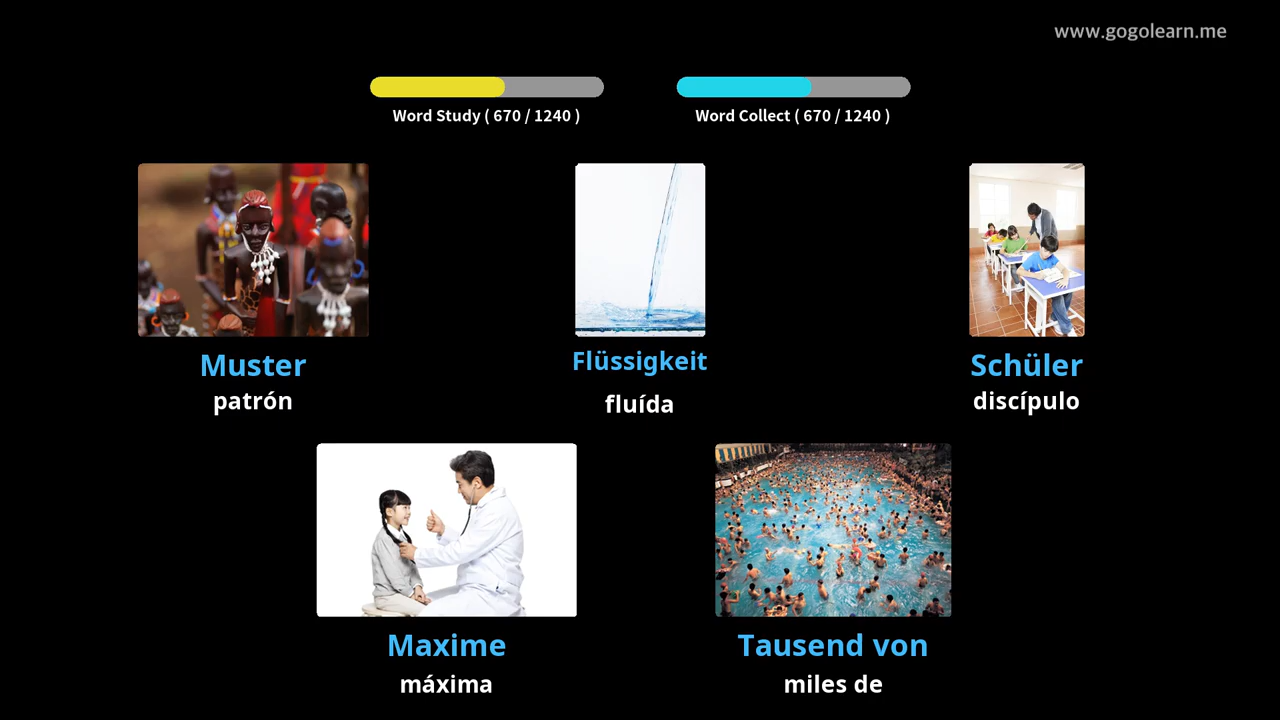 www.gogolearn.me
Word Study ( 670 / 1240 )
Word Collect ( 670 / 1240 )
Muster
patrón
Flüssigkeit
fluída
Schüler
discípulo
Maxime
máxima
Tausend von
miles de